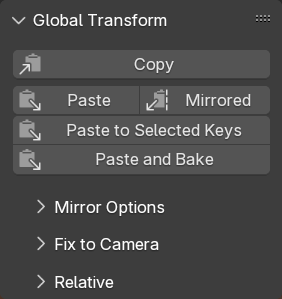 Global Transform
Copy
Paste Mirrored
Paste to Selected Keys
Paste and Bake
Mirror Options
Fix to Camera
Relative